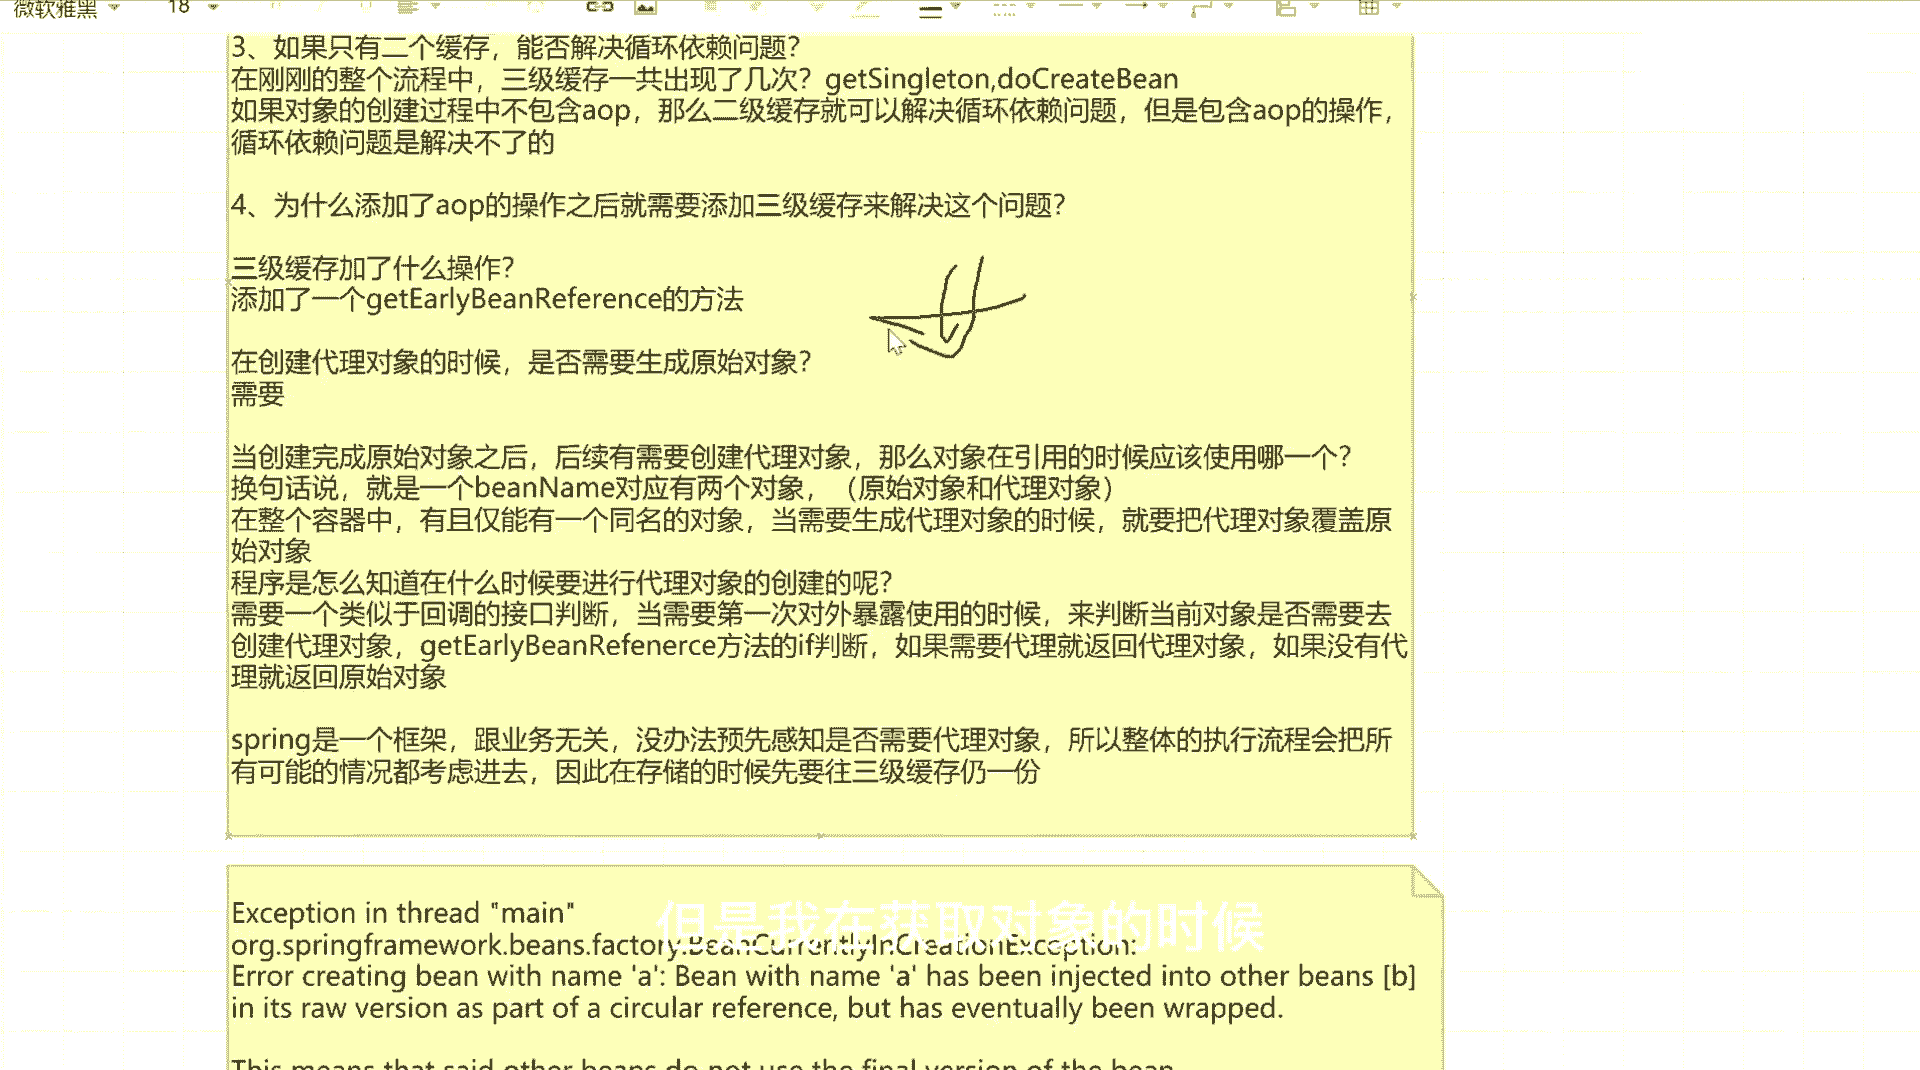 微软雅黑 18
3、如果只有二个缓存，能否解决循环依赖问题？
在刚刚的整个流程中，三级缓存一共出现了几次？getSingleton,doCreateBean
如果对象的创建过程中不包含aop，那么二级缓存就可以解决循环依赖问题，但是包含aop的操作，
循环依赖问题是解决不了的
4、为什么添加了aop的操作之后就需要添加三级缓存来解决这个问题？
三级缓存加了什么操作？
添加了一个getEarlyBeanReference的方法
在创建代理对象的时候，是否需要生成原始对象？
需要
当创建完成原始对象之后，后续有需要创建代理对象，那么对象在引用的时候应该使用哪一个？
换句话说，就是一个beanName对应有两个对象，（原始对象和代理对象）
在整个容器中，有且仅能有一个同名的对象，当需要生成代理对象的时候，就要把代理对象覆盖原
始对象
程序是怎么知道在什么时候要进行代理对象的创建的呢？
需要一个类似于回调的接口判断，当需要第一次对外暴露使用的时候，来判断当前对象是否需要去
创建代理对象，getEarlyBeanRefenerce方法的if判断，如果需要代理就返回代理对象，如果没有代
理就返回原始对象
spring是一个框架，跟业务无关，没办法预先感知是否需要代理对象，所以整体的执行流程会把所
有可能的情况都考虑进去，因此在存储的时候先要往三级缓存仍一份
Exception in thread "main"
但是我在获取对象的时候
org.springframework.beans.factory.BeanCurrentlyInCreationException:
Error creating bean with name 'a': Bean with name 'a' has been injected into other beans [b]
in its raw version as part of a circular reference, but has eventually been wrapped.
This means that said other beans do not use the final version of the bean.